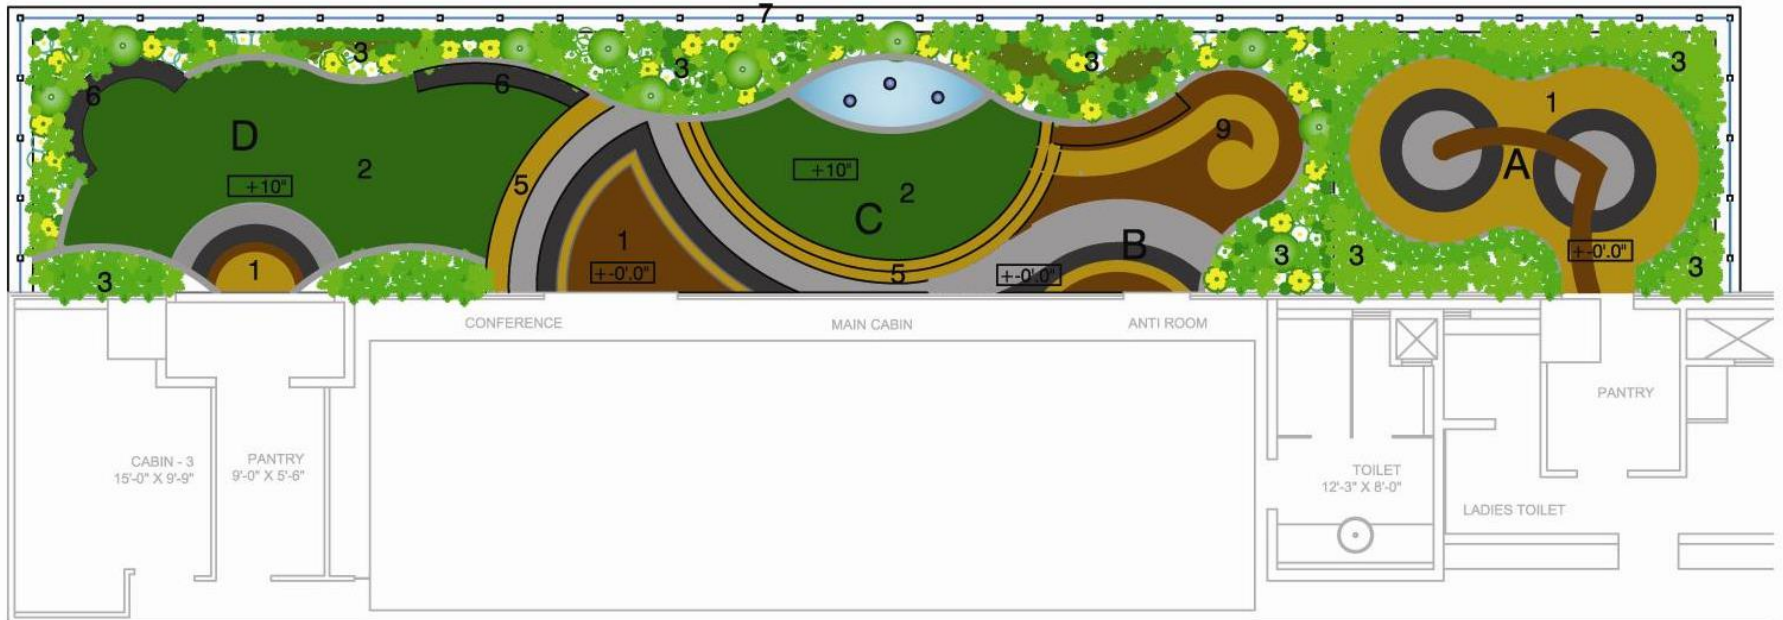 7
3
3
3
3
6
6
D
2
+10"
5
1
+-0'.0"
1
3
+10"
2
C
5
9
B
+-0'.0"
3
1
A
+-0'.0"
3
3
CONFERENCE
MAIN CABIN
ANTI ROOM
PANTRY
CABIN - 3
15'-0" X 9'-9"
PANTRY
9'-0" X 5'-6"
TOILET
12'-3" X 8'-0"
LADIES TOILET